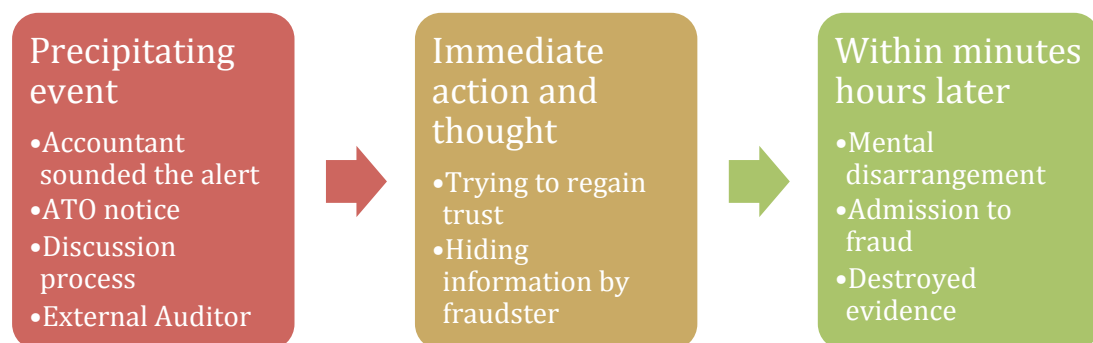 Precipitating
event
•Accountant
sounded the alert
•ATO notice
•Discussion
process
•External Auditor
Immediate
action and
thought
•Trying to regain
trust
•Hiding
information by
fraudster
Within minutes
hours later
•Mental
disarrangement
•Admission to
fraud
•Destroyed
evidence